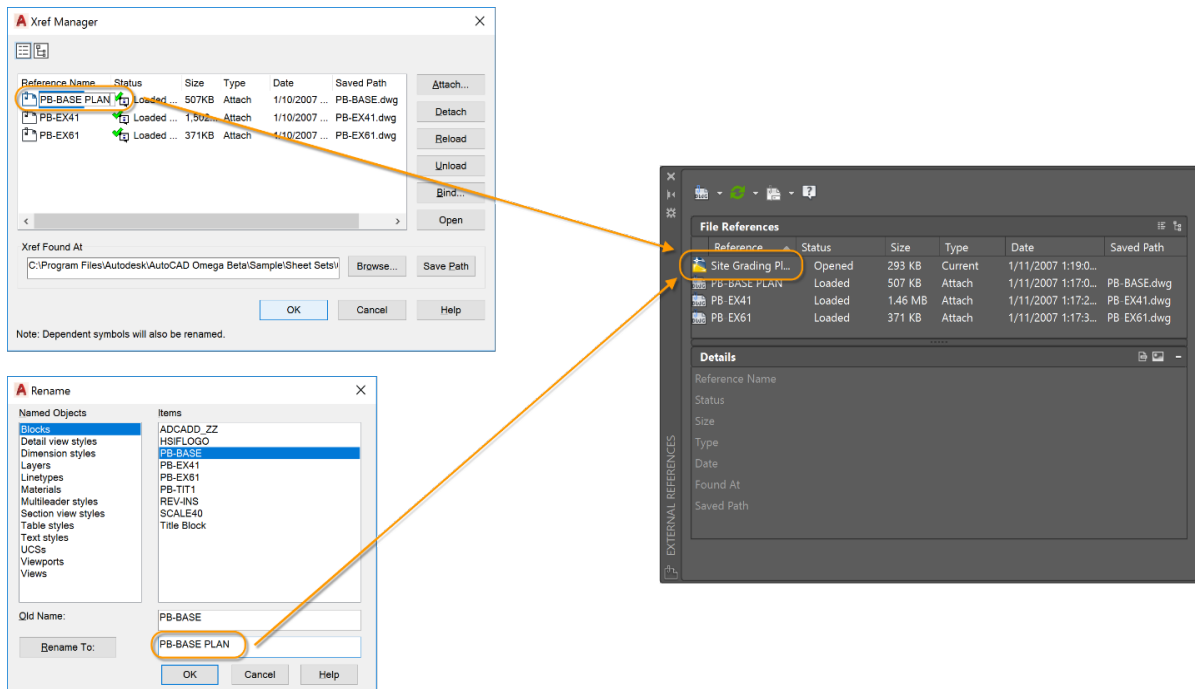 Xref Manager
Reference Name Status Size Type Date Saved Path
PB-BASE PLAN Loaded ... 507KB Attach 1/10/2007 ... PB-BASE.dwg
PB-EX41 Loaded ... 1,502... Attach 1/10/2007 ... PB-EX41.dwg
PB-EX61 Loaded ... 371KB Attach 1/10/2007 ... PB-EX61.dwg
Attach...
Detach
Reload
Unload
Bind...
Open
Xref Found At
C:\Program Files\Autodesk\AutoCAD Omega Beta\Sample\Sheet Sets\
Browse...
Save Path
OK
Cancel
Help
Note: Dependent symbols will also be renamed.
Rename
Named Objects
Blocks
Detail view styles
Dimension styles
Layers
Linetypes
Materials
Multileader styles
Section view styles
Table styles
Text styles
UCSs
Viewports
Views
Items
ADCADD_ZZ
HSIFLOGO
PB-BASE
PB-EX41
PB-EX61
PB-TIT1
REV-INS
SCALE40
Title Block
Old Name:
PB-BASE
Rename To:
PB-BASE PLAN
OK
Cancel
Help
EXTERNAL REFERENCES
File References
Reference Status Size Type Date Saved Path
Site Grading Pl... Opened 293 KB Current 1/11/2007 1:19:0...
PB-BASE PLAN Loaded 507 KB Attach 1/11/2007 1:17:0... PB-BASE.dwg
PB-EX41 Loaded 1.46 MB Attach 1/11/2007 1:17:2... PB-EX41.dwg
PB-EX61 Loaded 371 KB Attach 1/11/2007 1:17:3... PB-EX61.dwg
Details
Reference Name
Status
Size
Type
Date
Found At
Saved Path